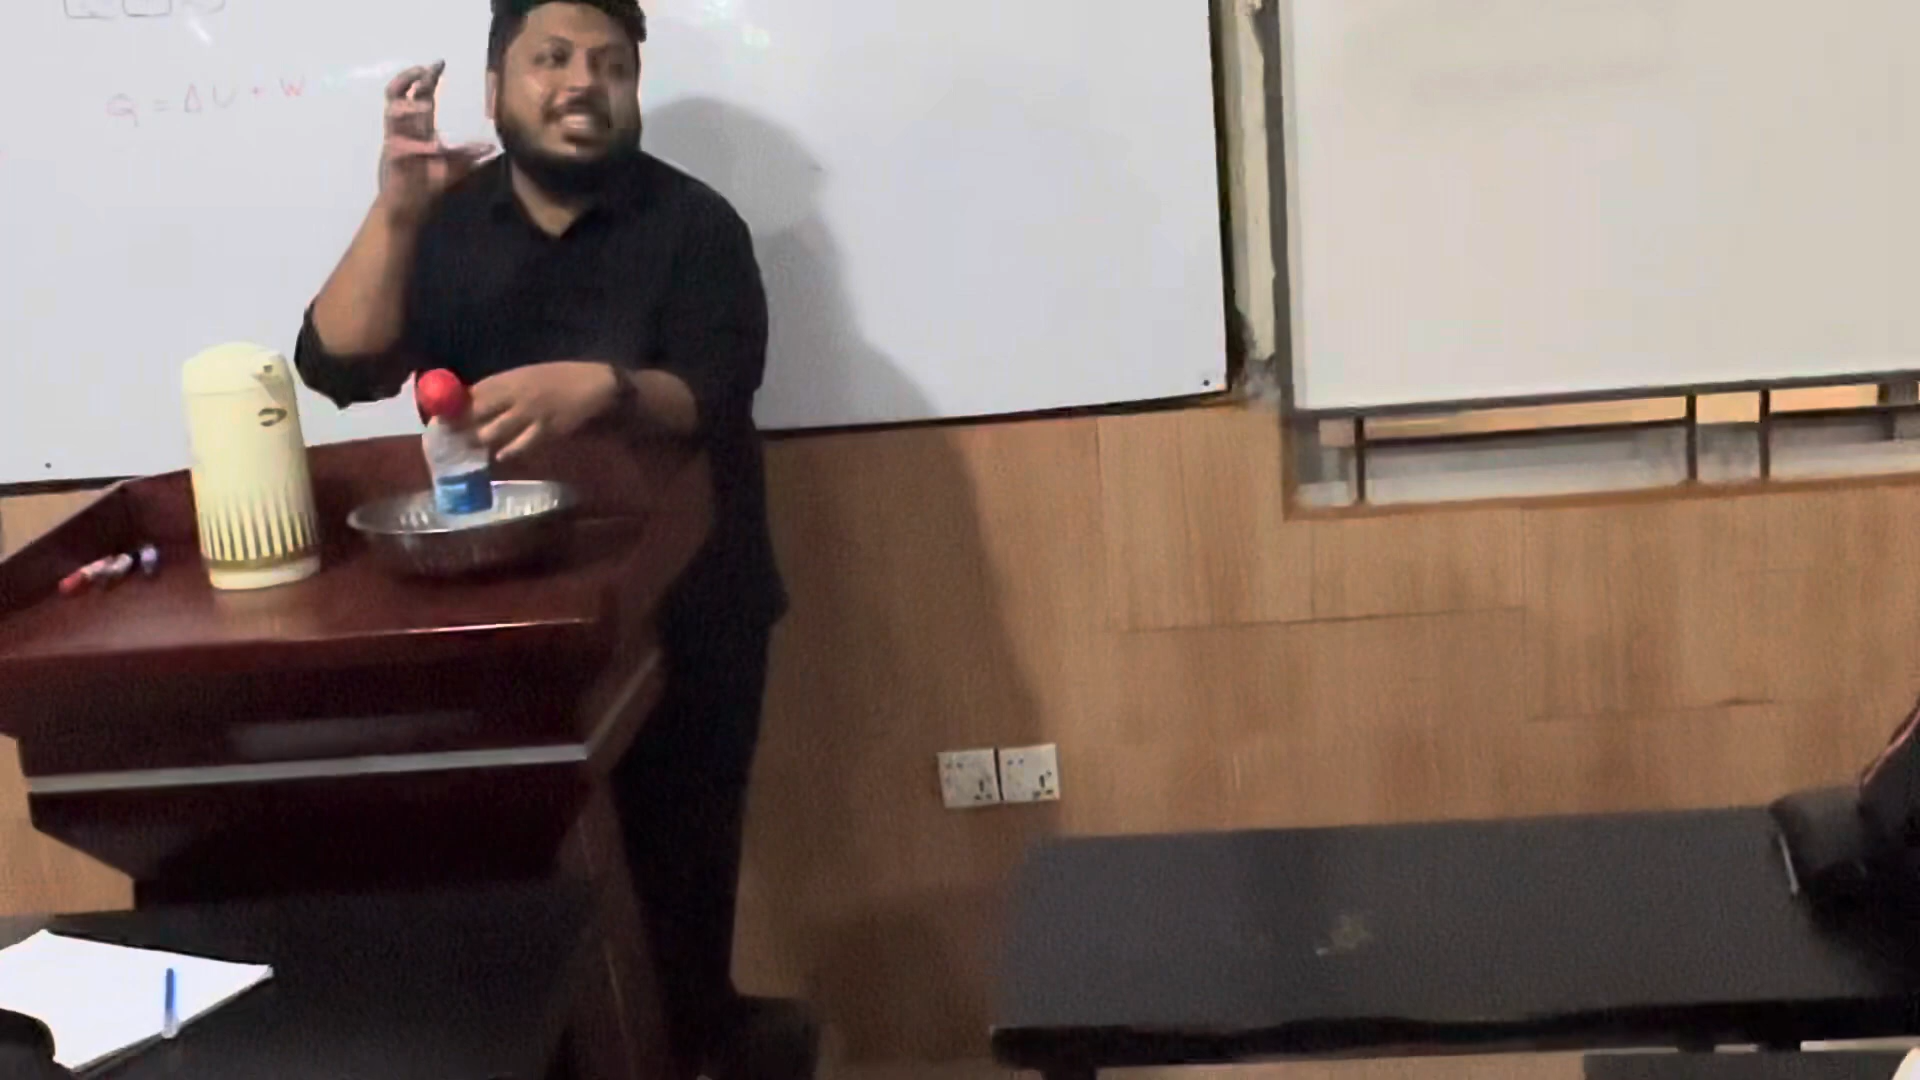 Q = ΔU + W